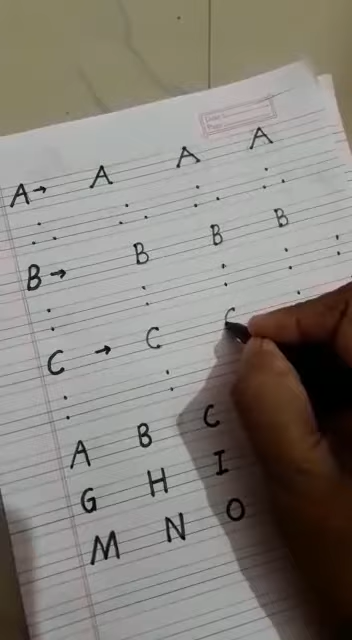 A→ A A A
B→ B B B
C → C C
A B C
G H I
M N O